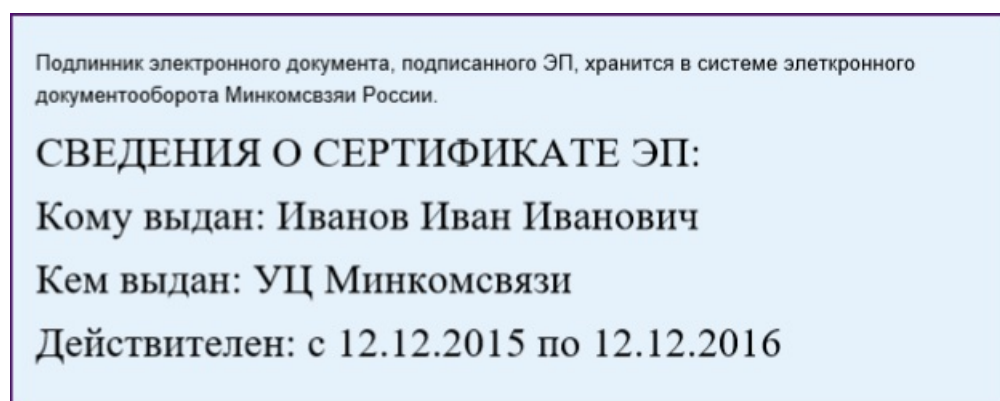 Подлинник электронного документа, подписанного ЭП, хранится в системе элеткронного
документооборота Минкомсвзяи России.
СВЕДЕНИЯ О СЕРТИФИКАТЕ ЭП:
Кому выдан: Иванов Иван Иванович
Кем выдан: УЦ Минкомсвязи
Действителен: с 12.12.2015 по 12.12.2016